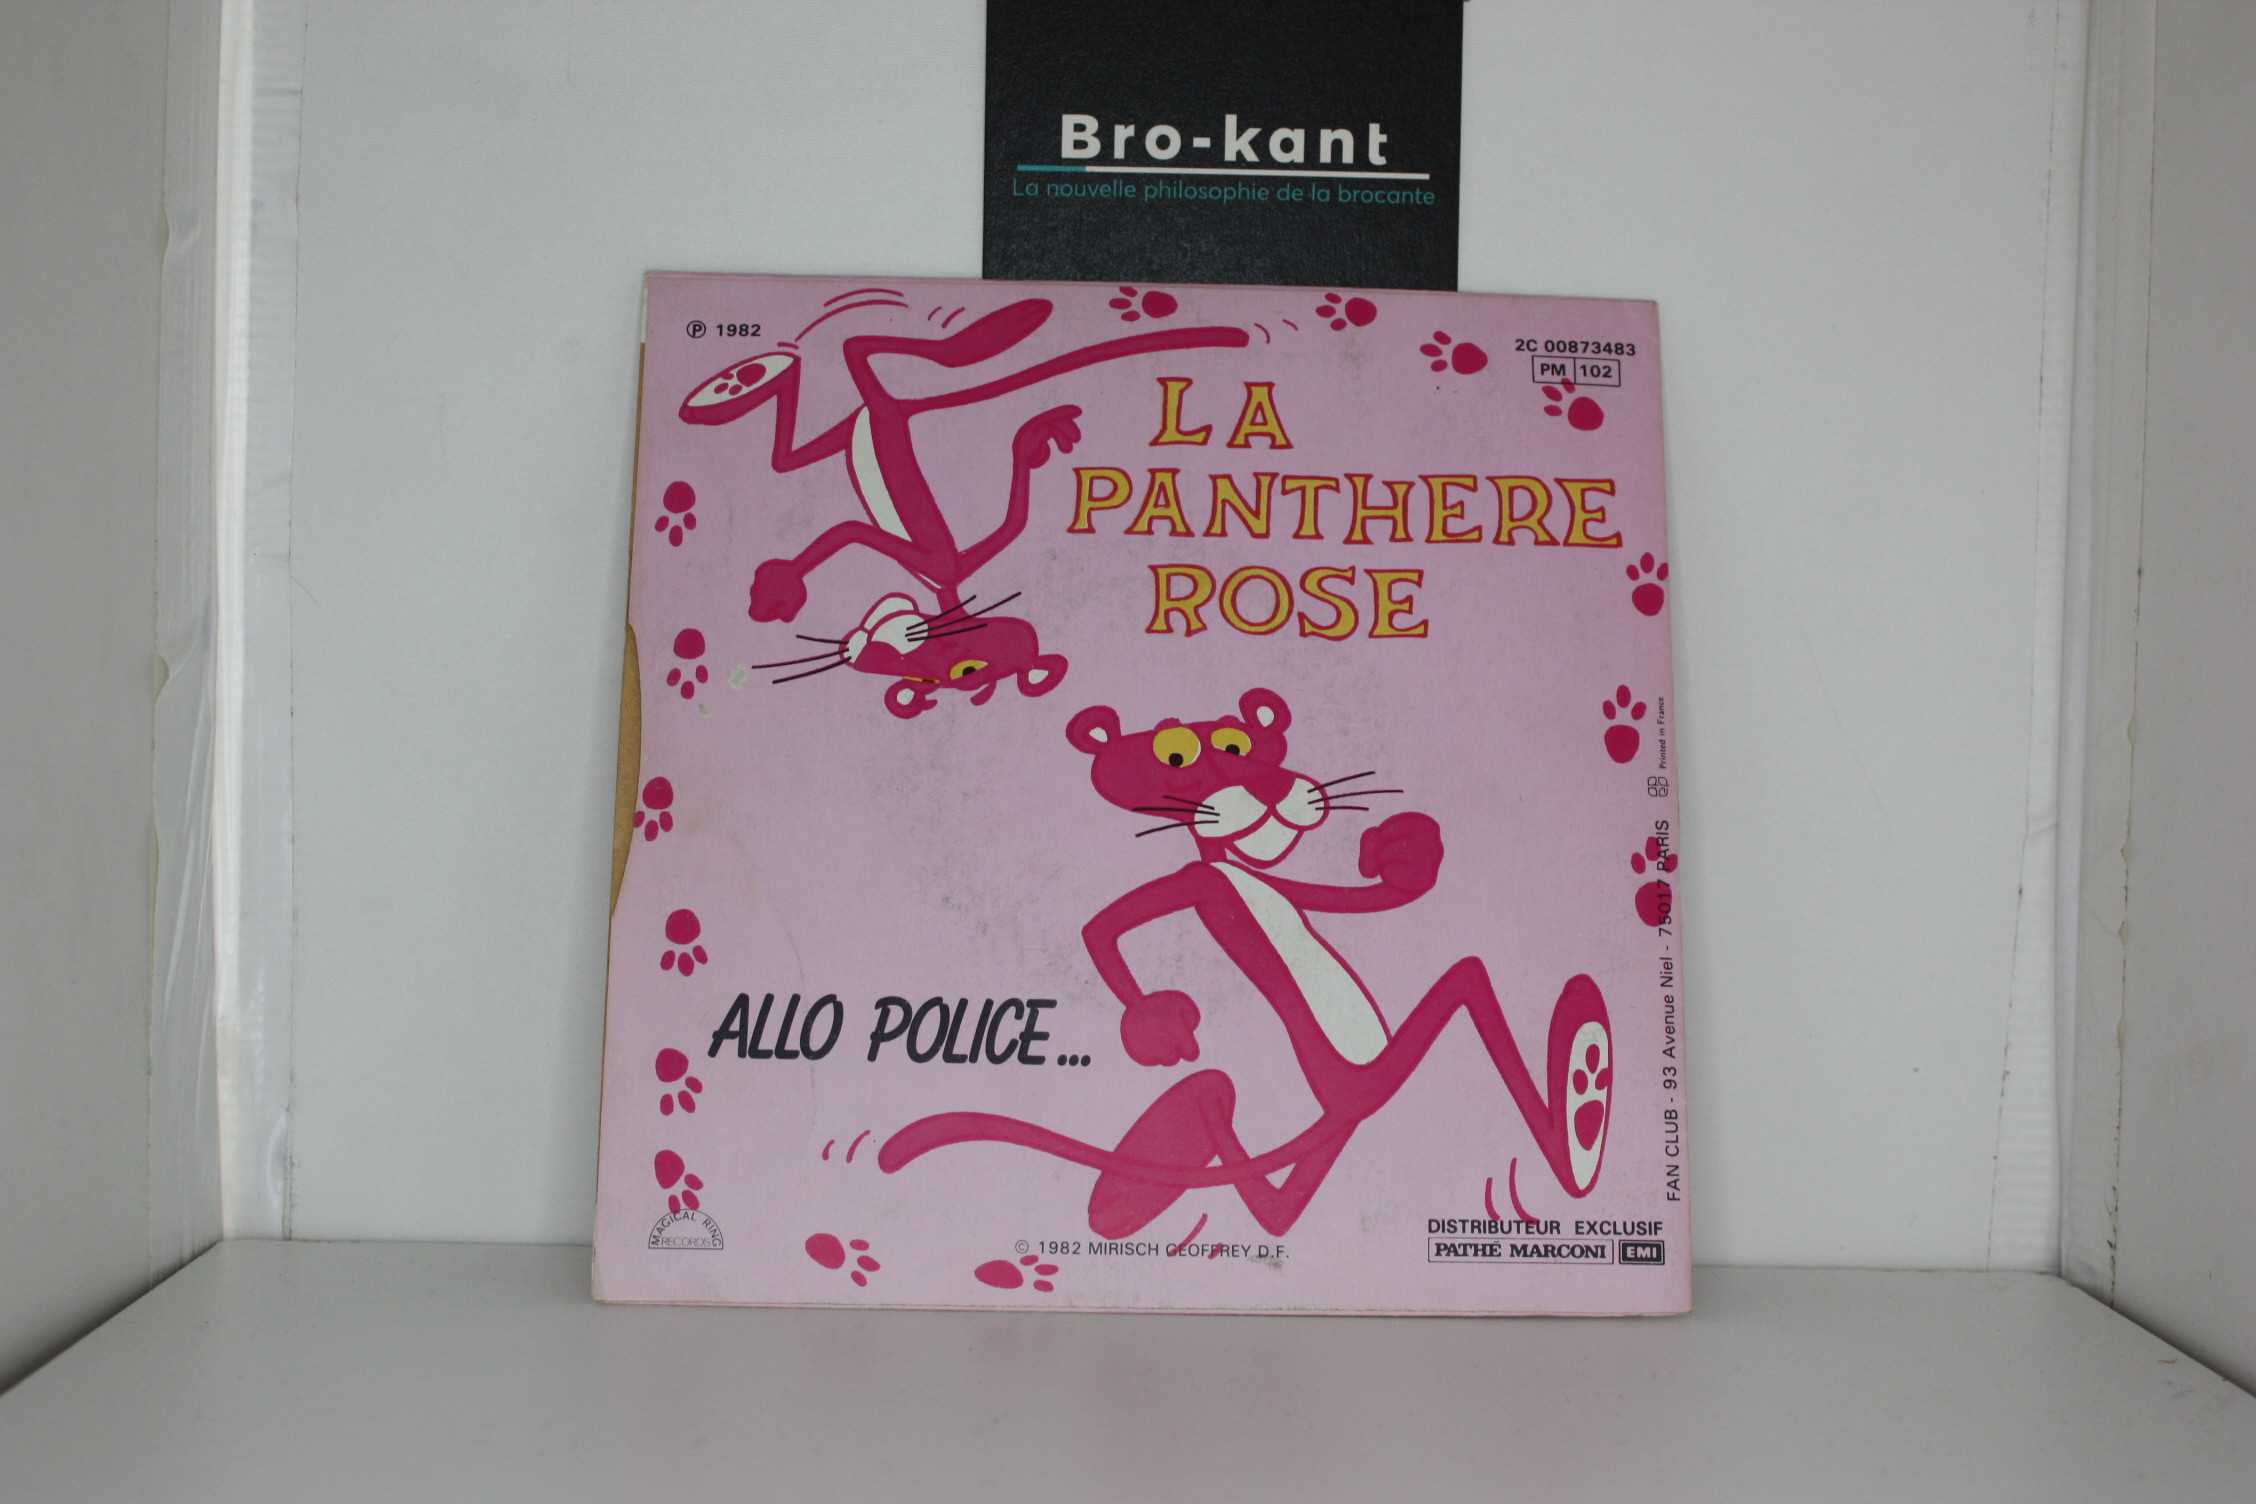 Bro-kant
La nouvelle philosophie de la brocante
℗ 1982
2C 00873483
PM 102
LA
PANTHERE
ROSE
ALLO POLICE...
Printed in France
FAN CLUB - 93 Avenue Niel - 75017 PARIS
MAGICAL RING
RECORDS
© 1982 MIRISCH GEOFFREY D.F.
DISTRIBUTEUR EXCLUSIF
PATHÉ MARCONI EMI